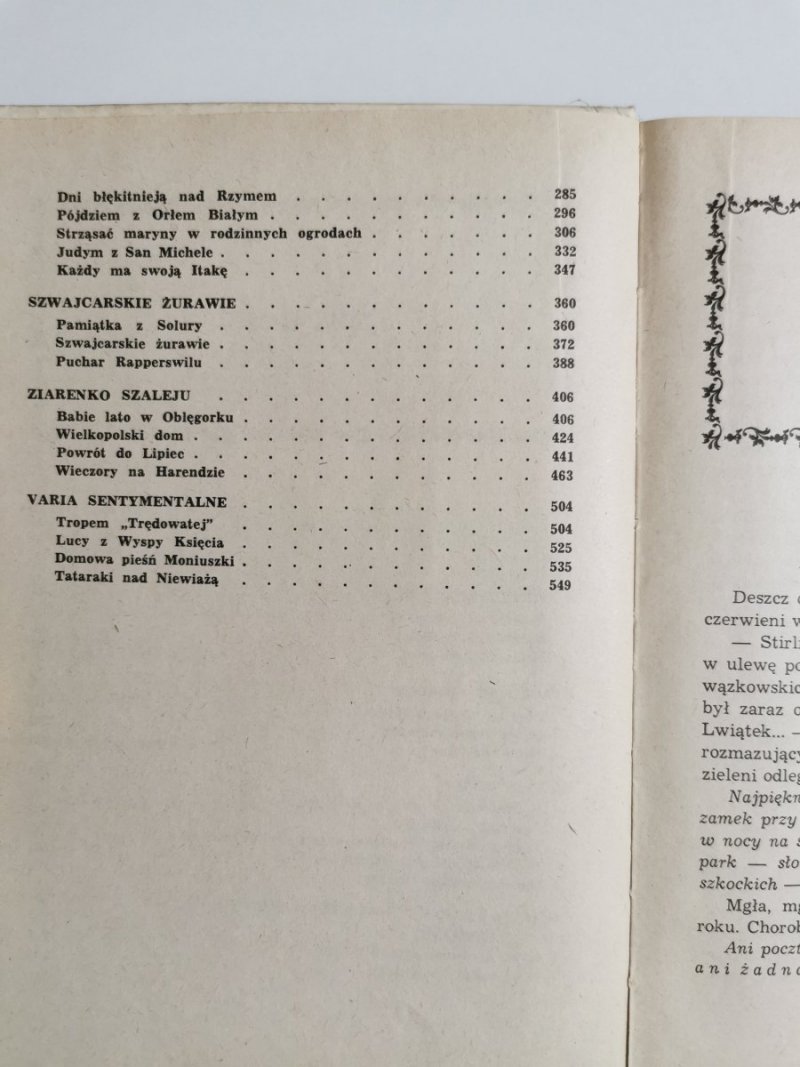 Dni błękitnieją nad Rzymem . . . . . . . . . . 285
Pójdziem z Orłem Białym . . . . . . . . . . . 296
Strząsać maryny w rodzinnych ogrodach . . . . . . . 306
Judym z San Michele . . . . . . . . . . . . . 332
Każdy ma swoją Itakę . . . . . . . . . . . . 347
SZWAJCARSKIE ŻURAWIE . . . . . . . . . . . . 360
Pamiątka z Solury . . . . . . . . . . . . . 360
Szwajcarskie żurawie . . . . . . . . . . . . . 372
Puchar Rapperswilu . . . . . . . . . . . . . 388
ZIARENKO SZALEJU . . . . . . . . . . . . . 406
Babie lato w Oblęgorku . . . . . . . . . . . . 406
Wielkopolski dom . . . . . . . . . . . . . . 424
Powrót do Lipiec . . . . . . . . . . . . . . 441
Wieczory na Harendzie . . . . . . . . . . . . 463
VARIA SENTYMENTALNE . . . . . . . . . . . . 504
Tropem „Trędowatej” . . . . . . . . . . . . 504
Lucy z Wyspy Księcia . . . . . . . . . . . . 525
Domowa pieśń Moniuszki . . . . . . . . . . . . 535
Tataraki nad Niewiażą . . . . . . . . . . . . 549
Deszcz
czerwieni
— Stirl
w ulewę
wązkowskic
był zaraz
Lwiątek... —
rozmazując
zieleni odleg
Najpiękn
zamek przy
w nocy na
park — sło
szkockich —
Mgła, mg
roku. Chorob
Ani poczt
ani żadn